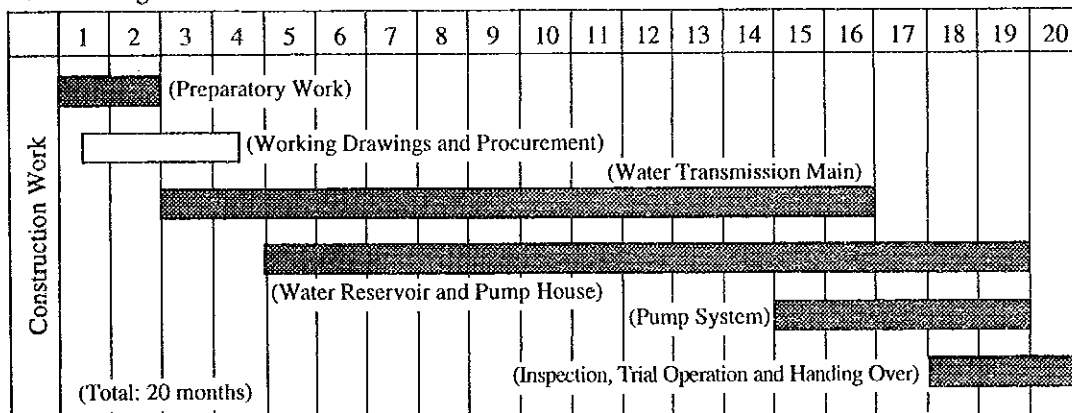 1 2 3 4 5 6 7 8 9 10 11 12 13 14 15 16 17 18 19 20
Construction Work
(Preparatory Work)
(Working Drawings and Procurement)
(Water Transmission Main)
(Water Reservoir and Pump House)
(Pump System)
(Inspection, Trial Operation and Handing Over)
(Total: 20 months)